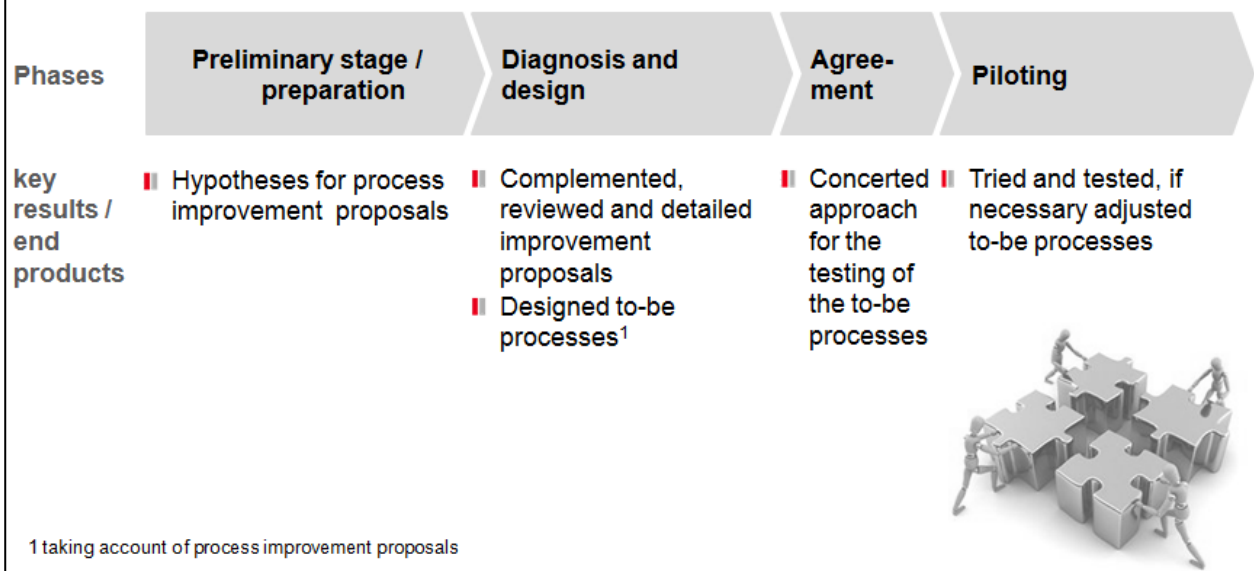 Phases
Preliminary stage /
preparation
Diagnosis and
design
Agree-
ment
Piloting
key
results /
end
products
Hypotheses for process
improvement proposals
Complemented,
reviewed and detailed
improvement
proposals
Designed to-be
processes¹
Concerted
approach
for the
testing of
the to-be
processes
Tried and tested, if
necessary adjusted
to-be processes
1 taking account of process improvement proposals